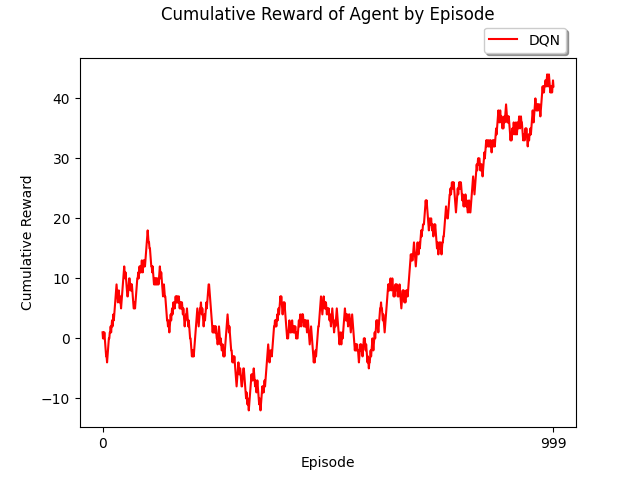 Cumulative Reward of Agent by Episode
DQN
Cumulative Reward
40
30
20
10
0
−10
0
999
Episode